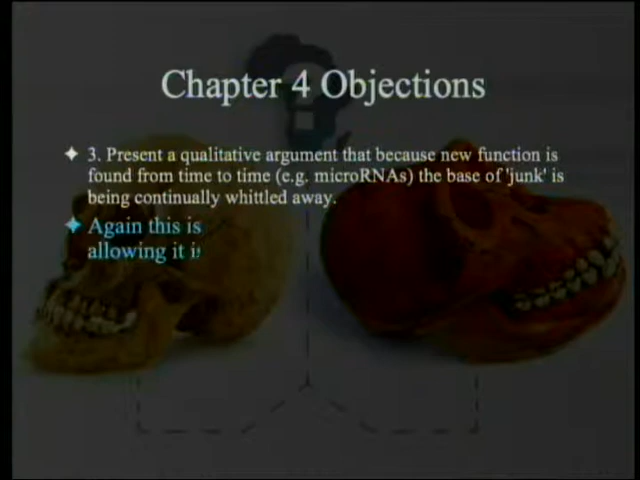 Chapter 4 Objections
3. Present a qualitative argument that because new function is
found from time to time (e.g. microRNAs) the base of 'junk' is
being continually whittled away.
Again this is
allowing it